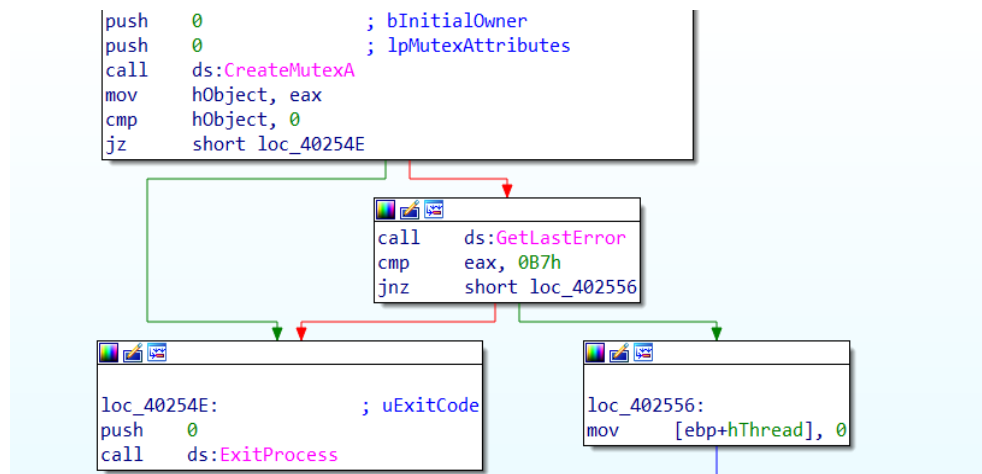 push 0 ; bInitialOwner
push 0 ; lpMutexAttributes
call ds:CreateMutexA
mov hObject, eax
cmp hObject, 0
jz short loc_40254E
call ds:GetLastError
cmp eax, 0B7h
jnz short loc_402556
loc_40254E: ; uExitCode
push 0
call ds:ExitProcess
loc_402556:
mov [ebp+hThread], 0